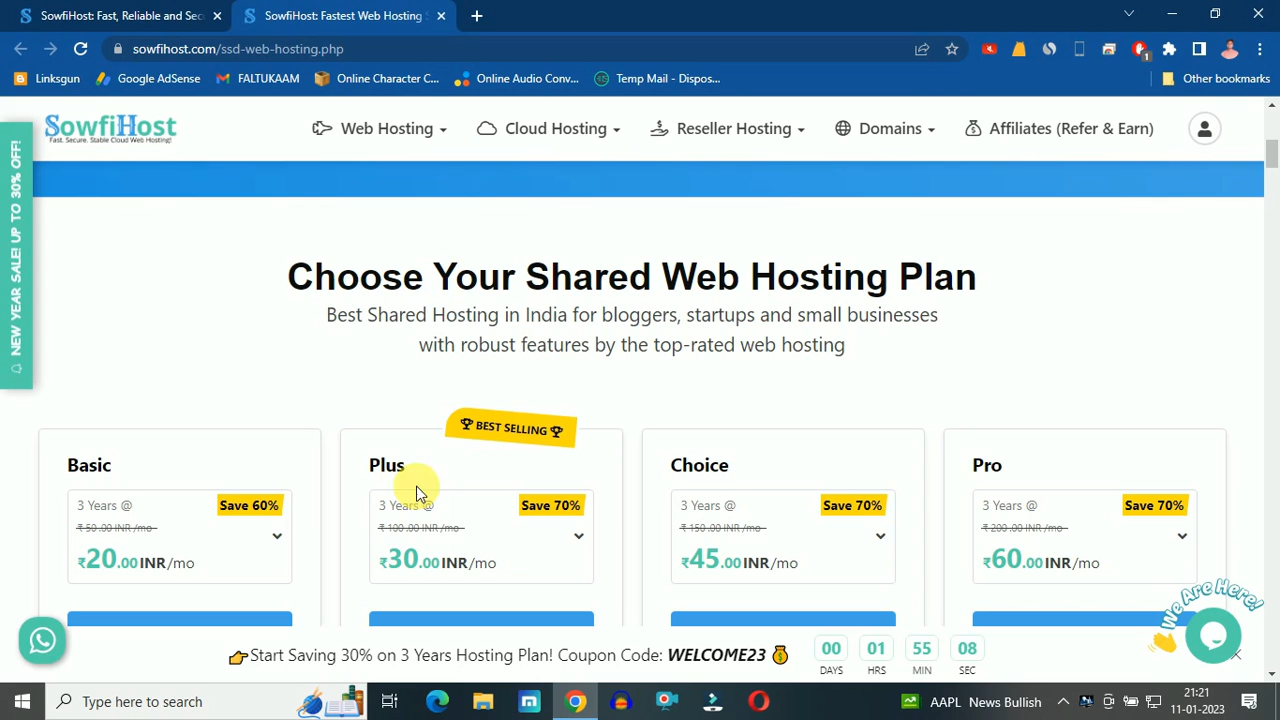 SowfiHost: Fast, Reliable and Sec
SowfiHost: Fastest Web Hosting S
sowfihost.com/ssd-web-hosting.php
1
Linksgun
Google AdSense
FALTUKAAM
Online Character C...
Online Audio Conv...
Temp Mail - Dispos...
Other bookmarks
SowfiHost
Fast. Secure. Stable Cloud Web Hosting!
Web Hosting
Cloud Hosting
Reseller Hosting
Domains
Affiliates (Refer & Earn)
NEW YEAR SALE! UP TO 30% OFF!
Choose Your Shared Web Hosting Plan
Best Shared Hosting in India for bloggers, startups and small businesses
with robust features by the top-rated web hosting
Basic
3 Years @
Save 60%
₹ 50.00 INR /mo
₹20.00 INR /mo
BEST SELLING
Plus
3 Years @
Save 70%
₹ 100.00 INR /mo
₹30.00 INR /mo
Choice
3 Years @
Save 70%
₹ 150.00 INR /mo
₹45.00 INR /mo
Pro
3 Years @
Save 70%
₹ 200.00 INR /mo
₹60.00 INR /mo
We Are Here!
👉Start Saving 30% on 3 Years Hosting Plan! Coupon Code: WELCOME23 💰
00 01 55 08
DAYS HRS MIN SEC
Type here to search
AAPL News Bullish
21:21
11-01-2023